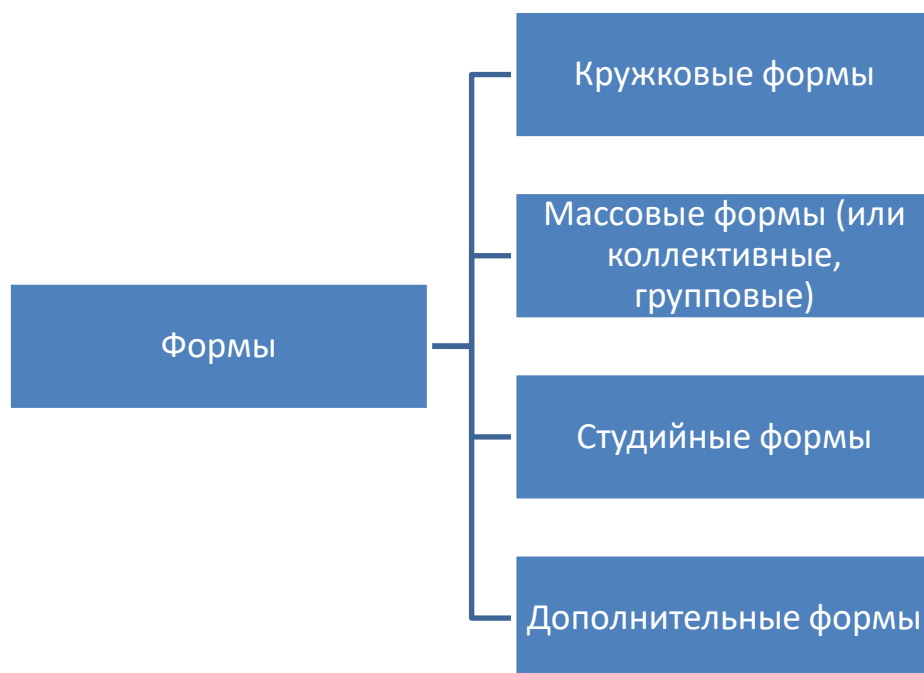 Кружковые формы
Массовые формы (или
коллективные,
групповые)
Формы
Студийные формы
Дополнительные формы